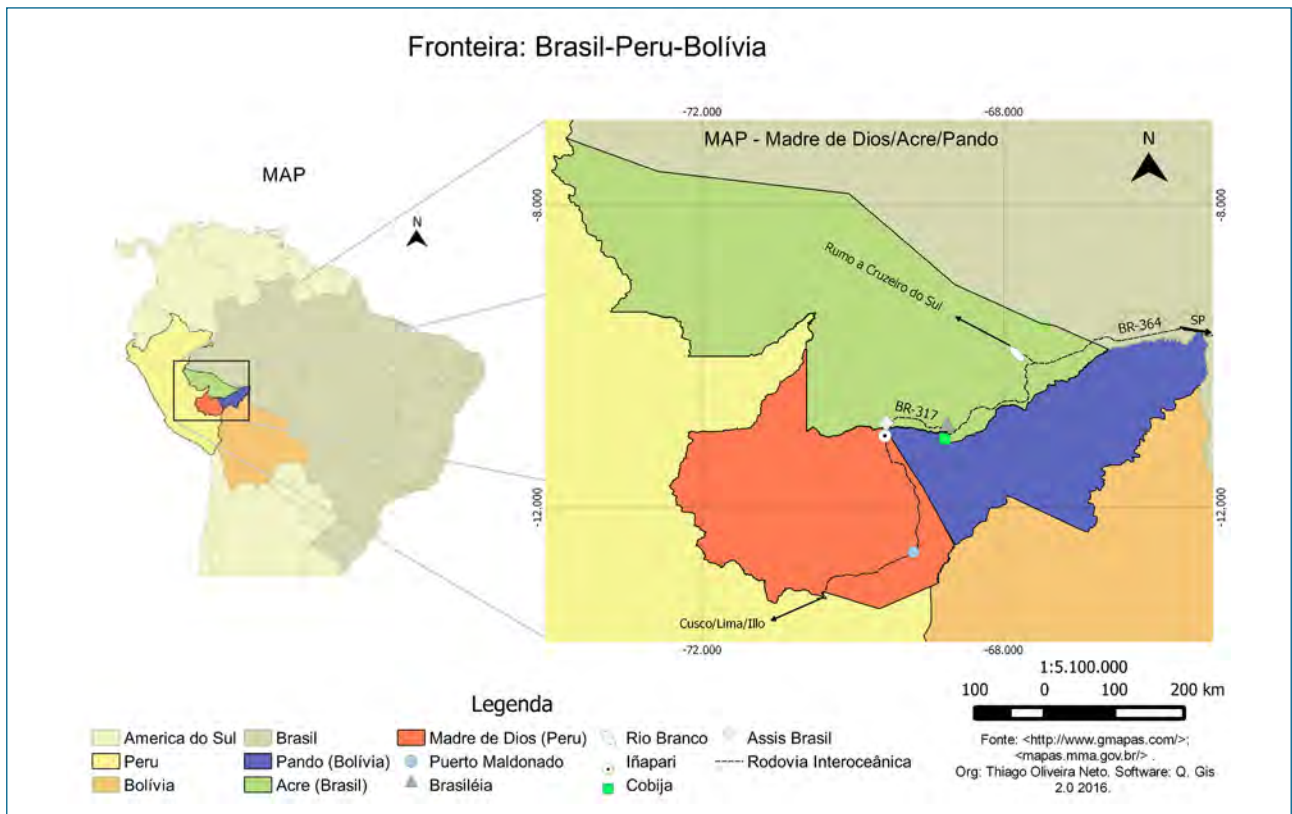 Fronteira: Brasil-Peru-Bolívia
MAP
N
-72.000
-68.000
MAP - Madre de Dios/Acre/Pando
N
-8.000
-8.000
Rumo a Cruzeiro do Sul
BR-364
SP
BR-317
-12.000
-12.000
Cusco/Lima/Illo
-72.000
-68.000
1:5.100.000
100 0 100 200 km
Legenda
America do Sul
Brasil
Madre de Dios (Peru)
Rio Branco
Assis Brasil
Peru
Pando (Bolívia)
Puerto Maldonado
Iñapari
Rodovia Interoceânica
Bolívia
Acre (Brasil)
Brasiléia
Cobija
Fonte: <http://www.gmapas.com/>;
<mapas.mma.gov.br/> .
Org: Thiago Oliveira Neto. Software: Q. Gis
2.0 2016.